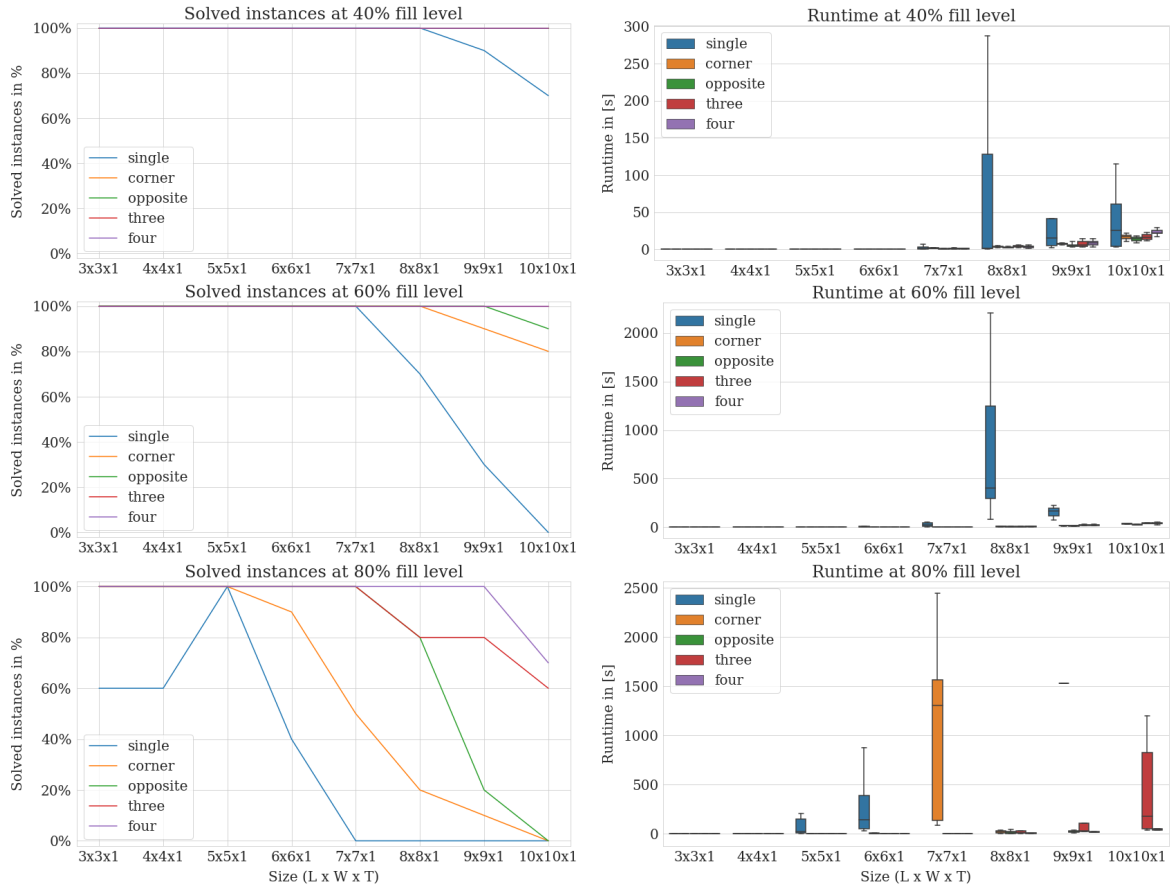 Solved instances at 40% fill level
Solved instances in %
100%
80%
60%
40%
20%
0%
single
corner
opposite
three
four
3x3x1 4x4x1 5x5x1 6x6x1 7x7x1 8x8x1 9x9x1 10x10x1
Runtime at 40% fill level
Runtime in [s]
300
250
200
150
100
50
0
single
corner
opposite
three
four
3x3x1 4x4x1 5x5x1 6x6x1 7x7x1 8x8x1 9x9x1 10x10x1
Solved instances at 60% fill level
Solved instances in %
100%
80%
60%
40%
20%
0%
single
corner
opposite
three
four
3x3x1 4x4x1 5x5x1 6x6x1 7x7x1 8x8x1 9x9x1 10x10x1
Runtime at 60% fill level
Runtime in [s]
2000
1500
1000
500
0
single
corner
opposite
three
four
3x3x1 4x4x1 5x5x1 6x6x1 7x7x1 8x8x1 9x9x1 10x10x1
Solved instances at 80% fill level
Solved instances in %
100%
80%
60%
40%
20%
0%
single
corner
opposite
three
four
3x3x1 4x4x1 5x5x1 6x6x1 7x7x1 8x8x1 9x9x1 10x10x1
Size (L x W x T)
Runtime at 80% fill level
Runtime in [s]
2500
2000
1500
1000
500
0
single
corner
opposite
three
four
3x3x1 4x4x1 5x5x1 6x6x1 7x7x1 8x8x1 9x9x1 10x10x1
Size (L x W x T)